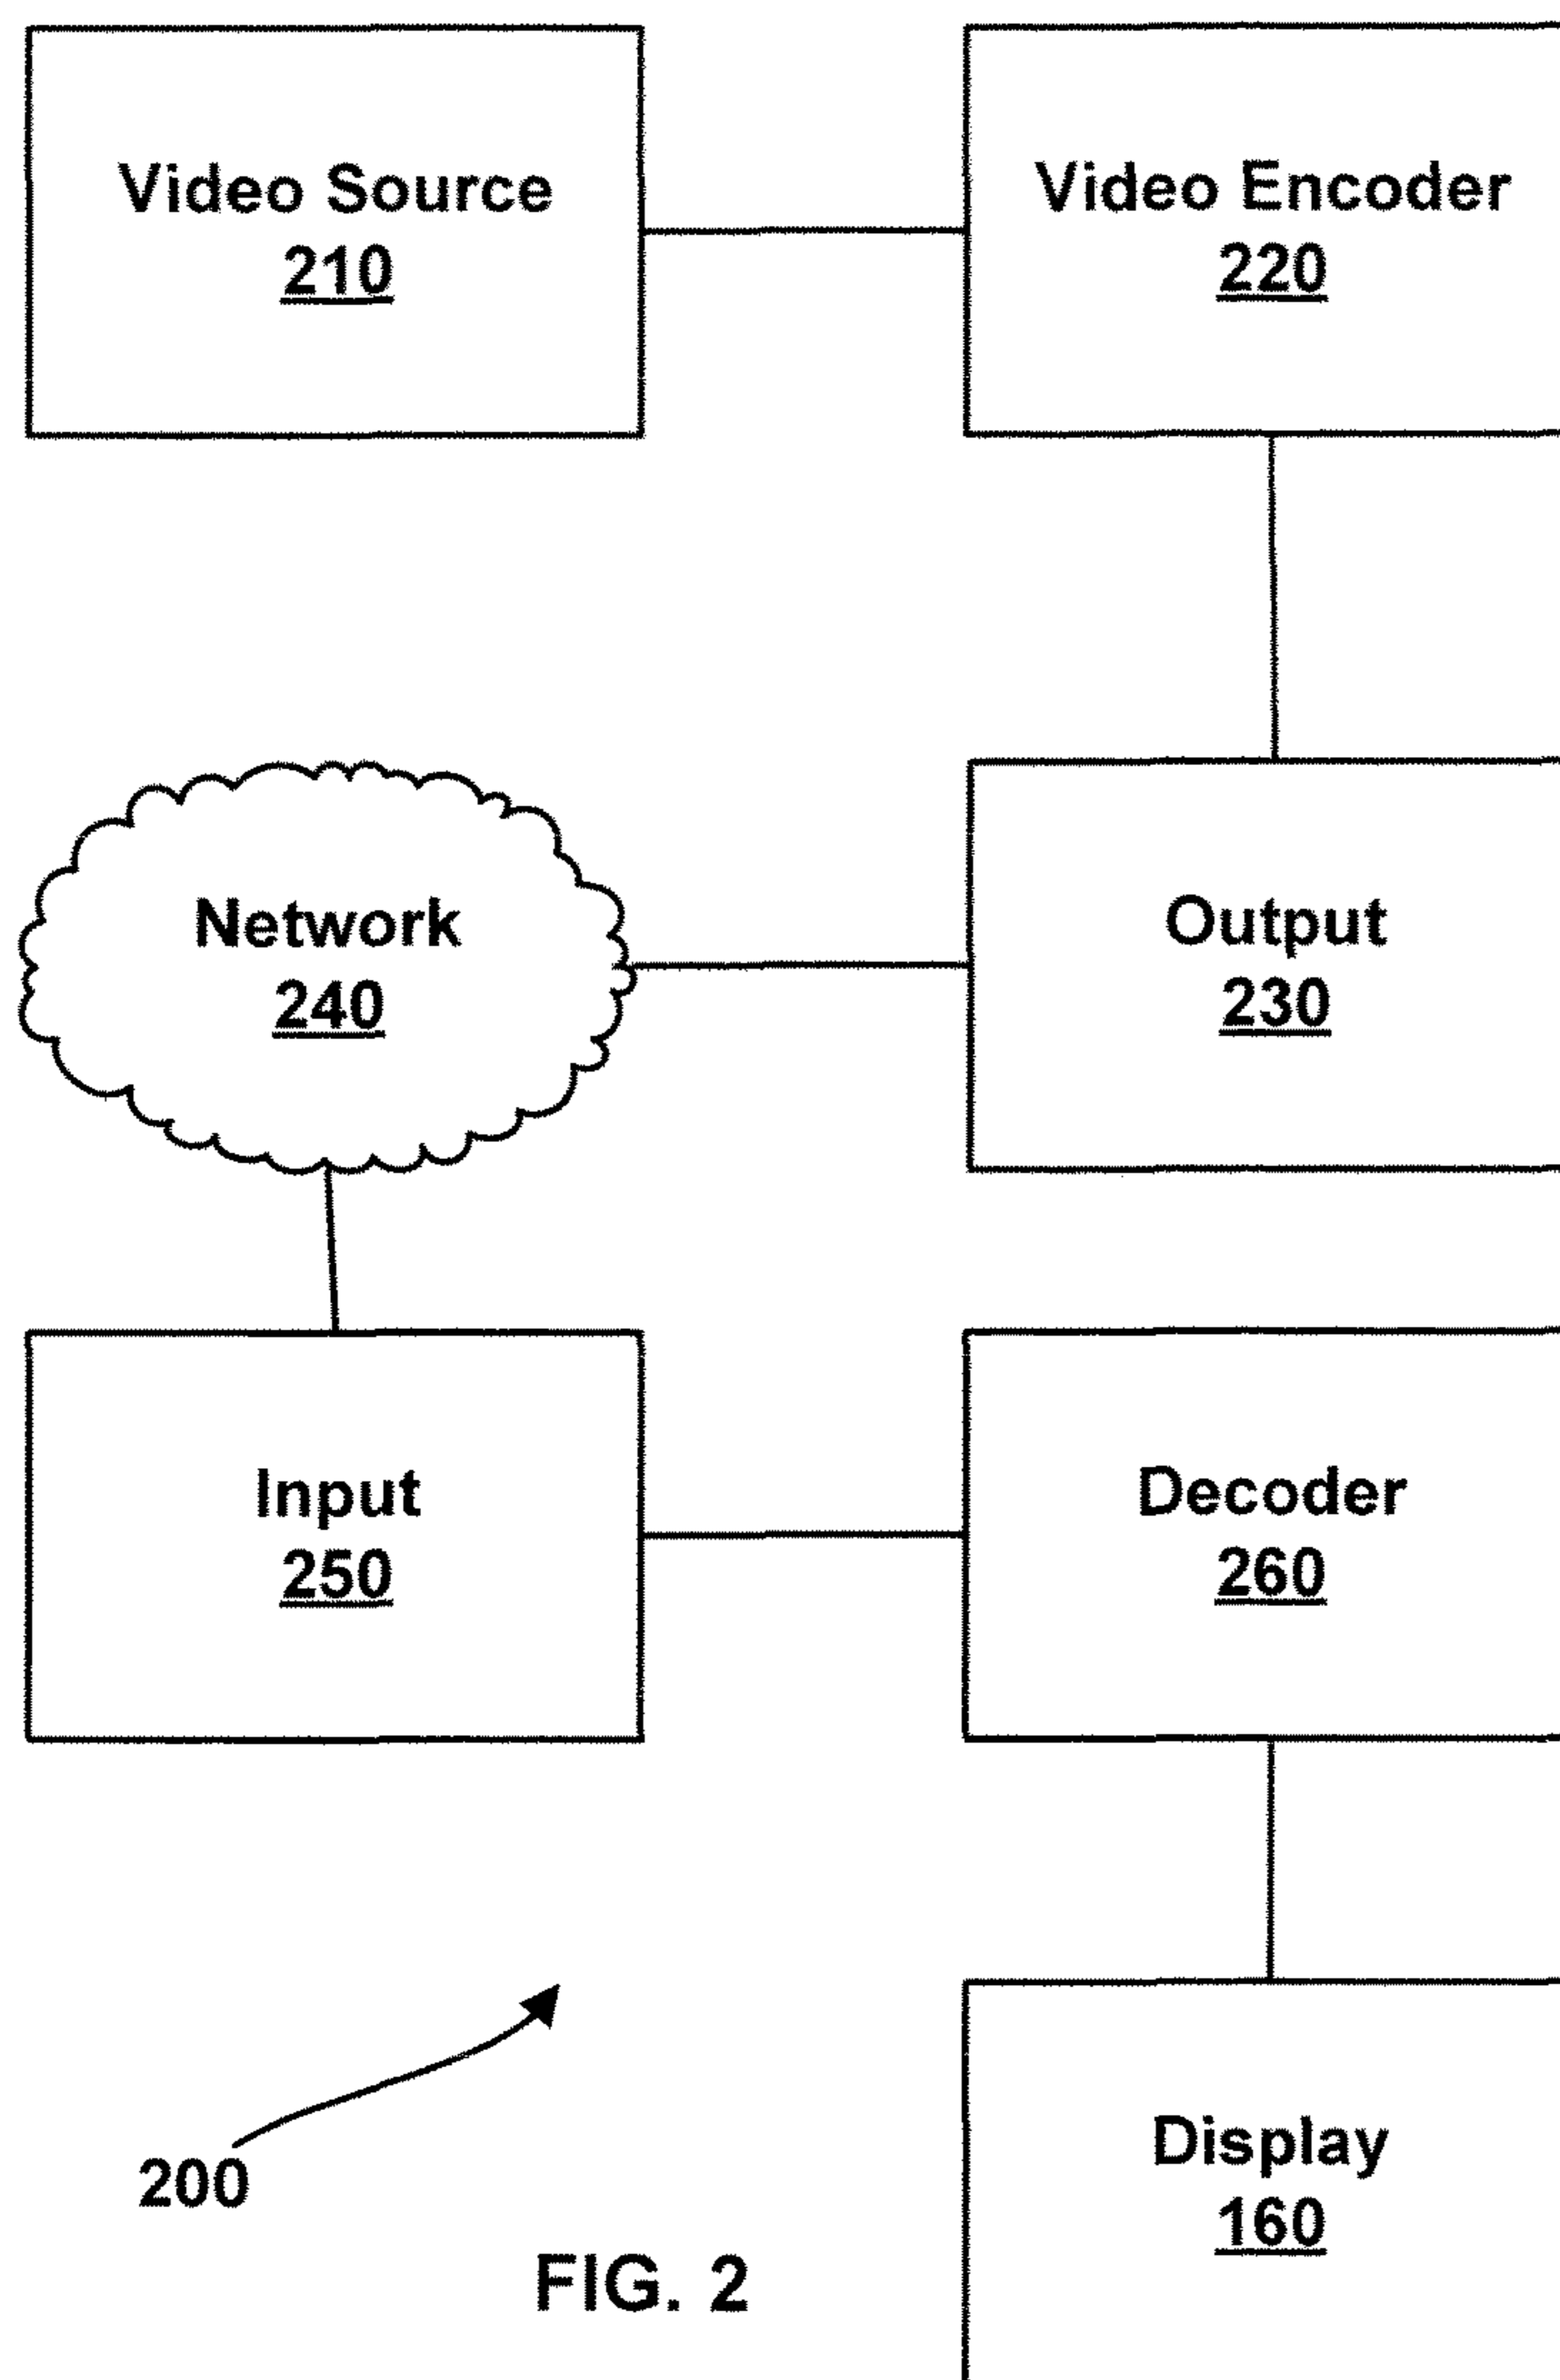 Video Source
210
Video Encoder
220
Network
240
Output
230
Input
250
Decoder
260
Display
160
200
FIG. 2